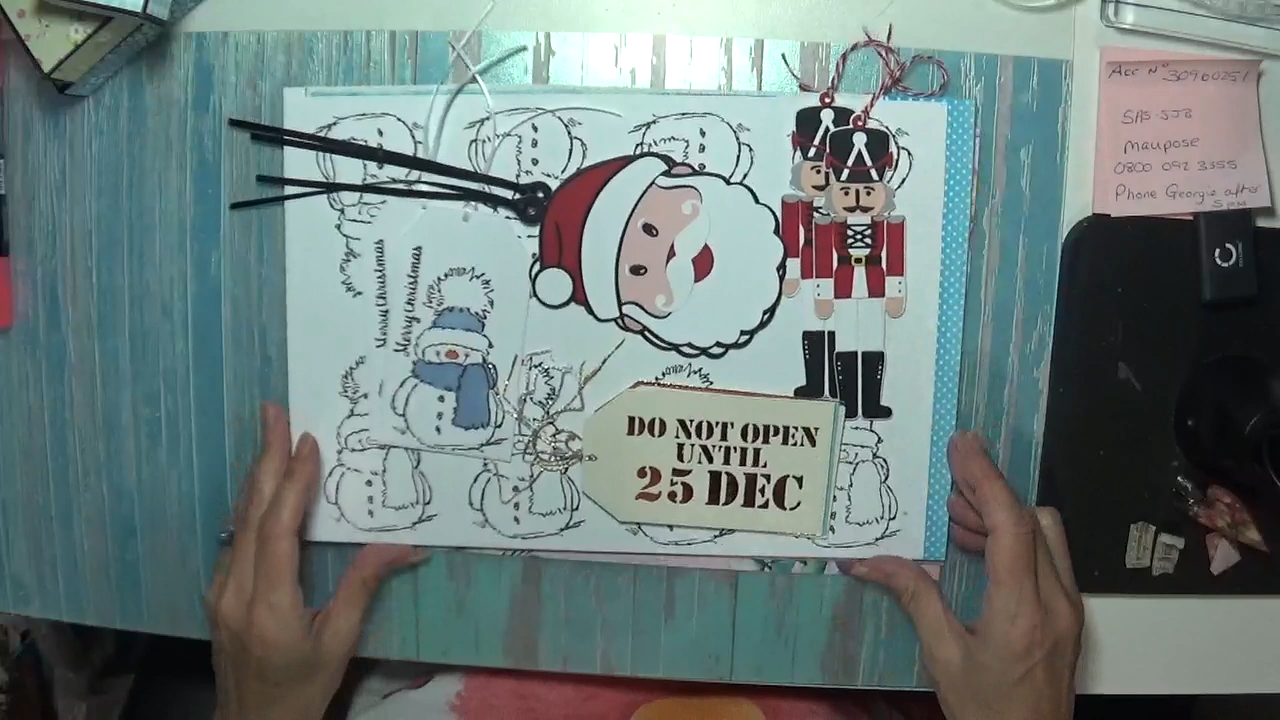 Acc No 30900251
SAS-SJB
maupose
0800 092 3355
Phone Georgie after
5pm
Merry Christmas
Merry Christmas
DO NOT OPEN
UNTIL
25 DEC